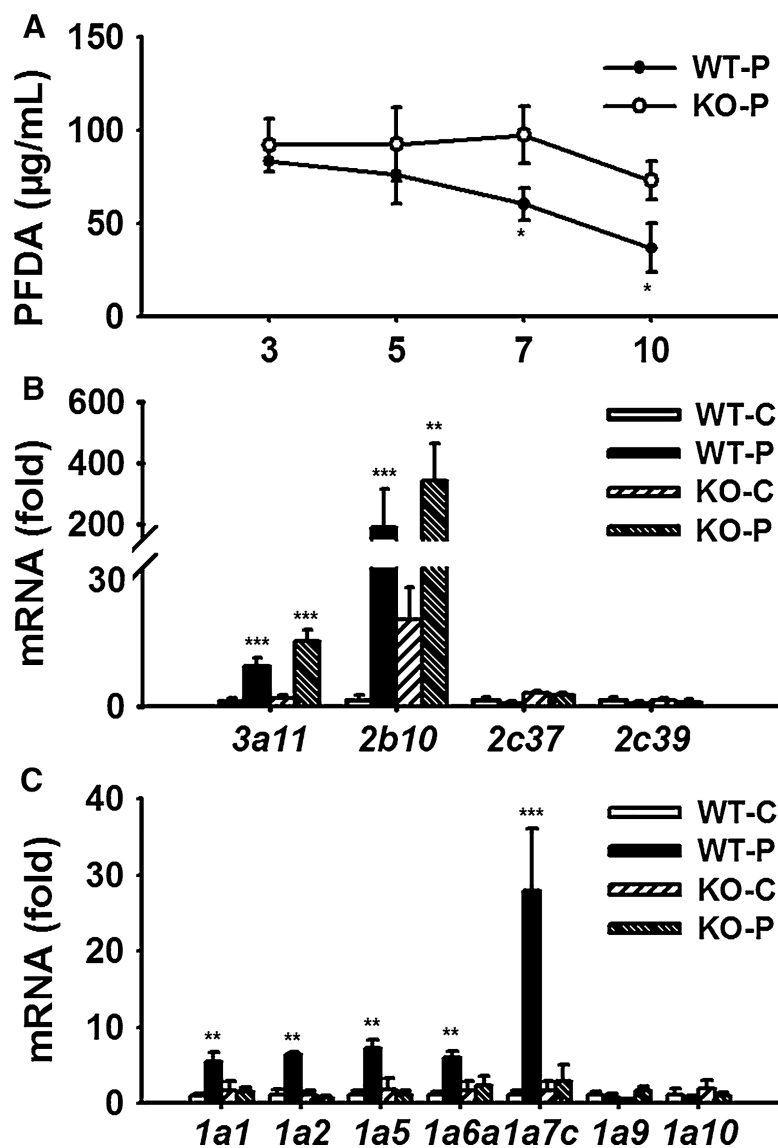 A
150
WT-P
KO-P
100
50
0
PFDA (µg/mL)
*
*
3 5 7 10
B
600
WT-C
WT-P
KO-C
KO-P
400
200
30
0
mRNA (fold)
*** *** *** **
3a11 2b10 2c37 2c39
C
40
WT-C
WT-P
KO-C
KO-P
30
20
10
0
mRNA (fold)
** ** ** ** ***
1a1 1a2 1a5 1a6a 1a7c 1a9 1a10